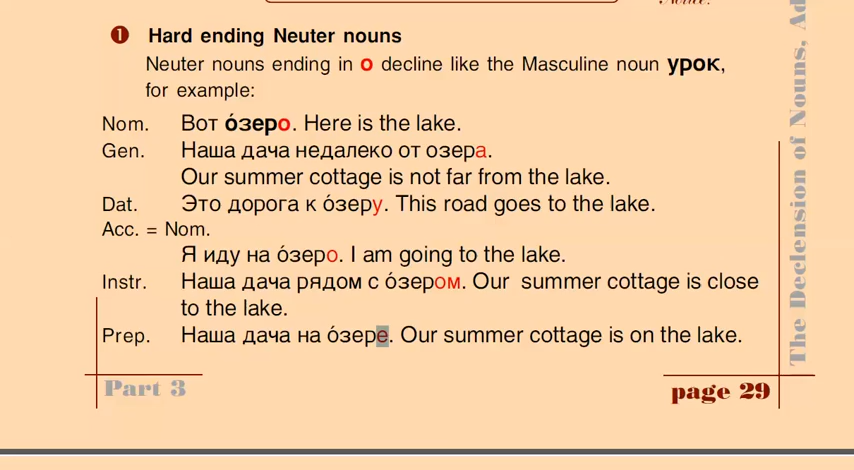 ❶ Hard ending Neuter nouns
Neuter nouns ending in о decline like the Masculine noun урок,
for example:
Nom. Вот о́зеро. Here is the lake.
Gen. Наша дача недалеко от озера.
Our summer cottage is not far from the lake.
Dat. Это дорога к о́зеру. This road goes to the lake.
Acc. = Nom.
Я иду на о́зеро. I am going to the lake.
Instr. Наша дача рядом с о́зером. Our summer cottage is close
to the lake.
Prep. Наша дача на о́зере. Our summer cottage is on the lake.
Part 3
page 29
The Declension of Nouns, Ad